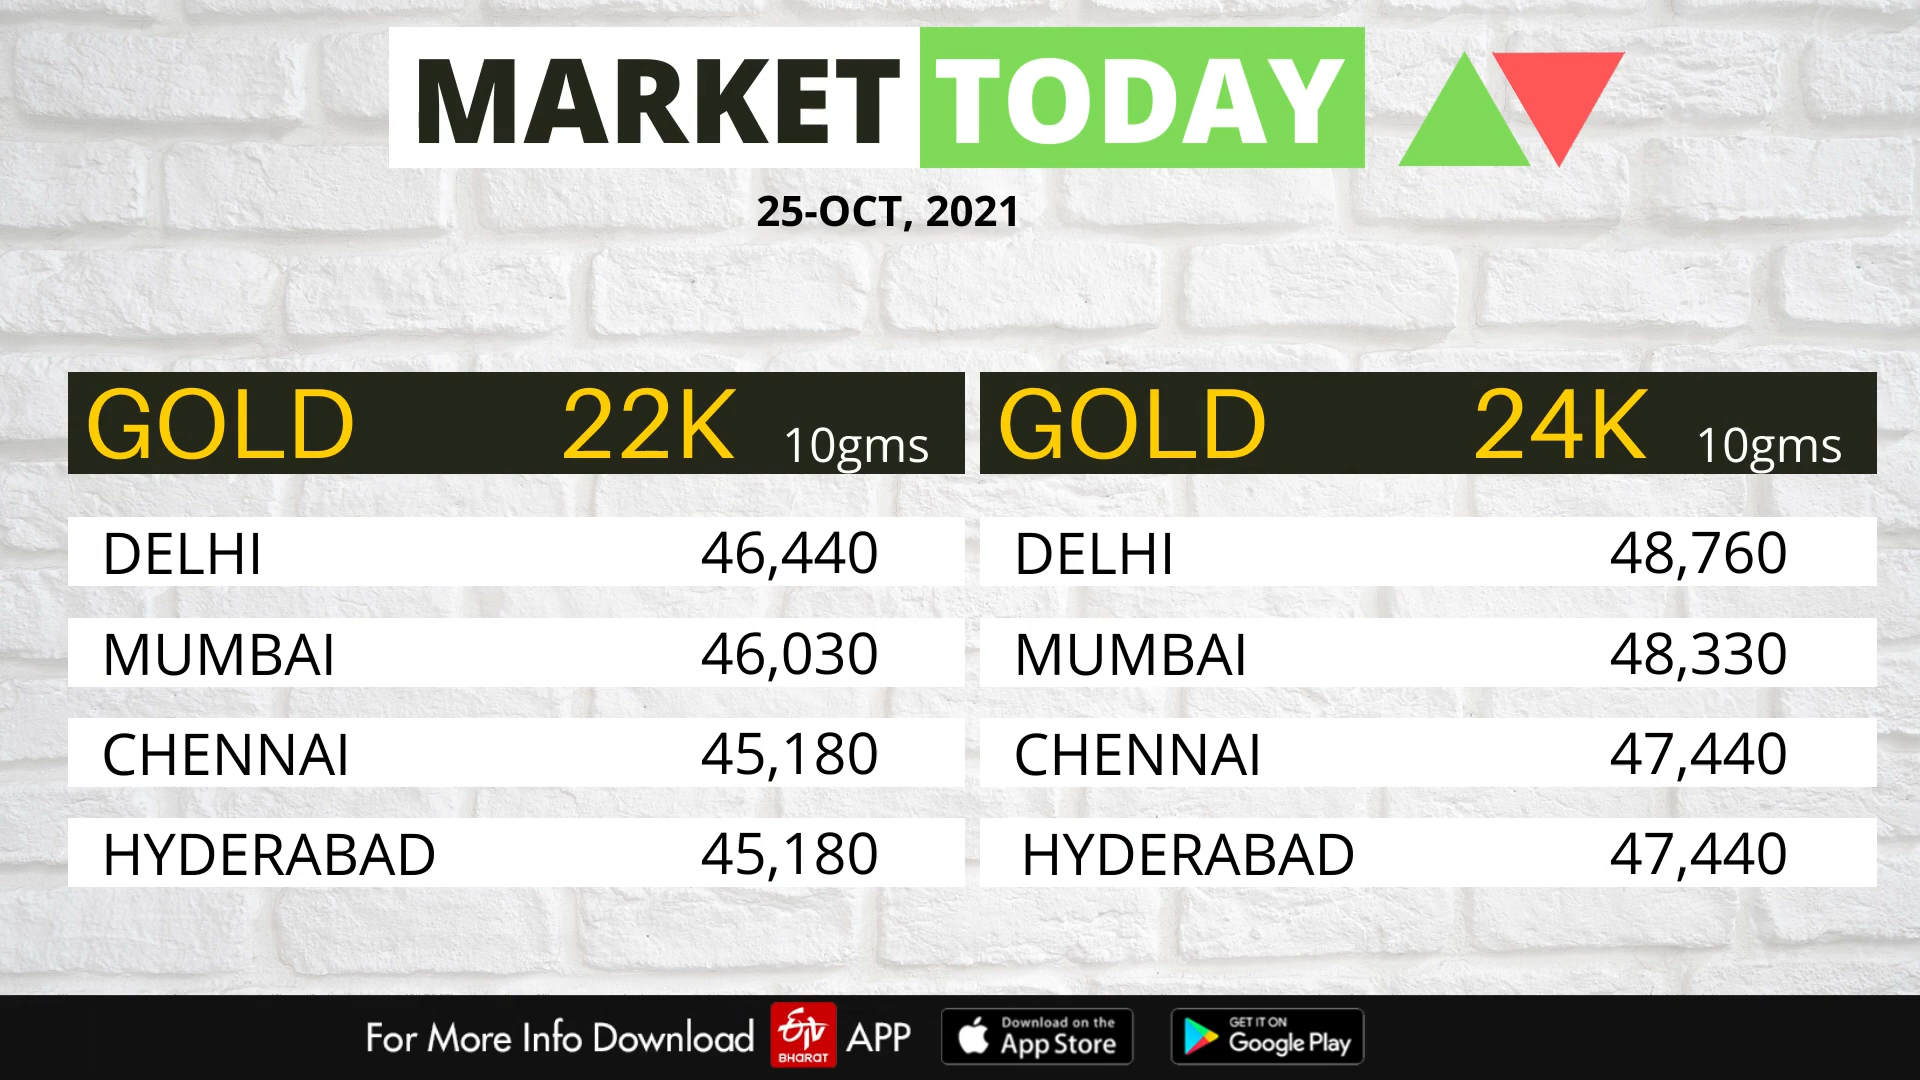 MARKET TODAY
25-OCT, 2021
GOLD 22K 10gms
DELHI 46,440
MUMBAI 46,030
CHENNAI 45,180
HYDERABAD 45,180
GOLD 24K 10gms
DELHI 48,760
MUMBAI 48,330
CHENNAI 47,440
HYDERABAD 47,440
For More Info Download ETV BHARAT APP
Download on the
App Store
GET IT ON
Google Play